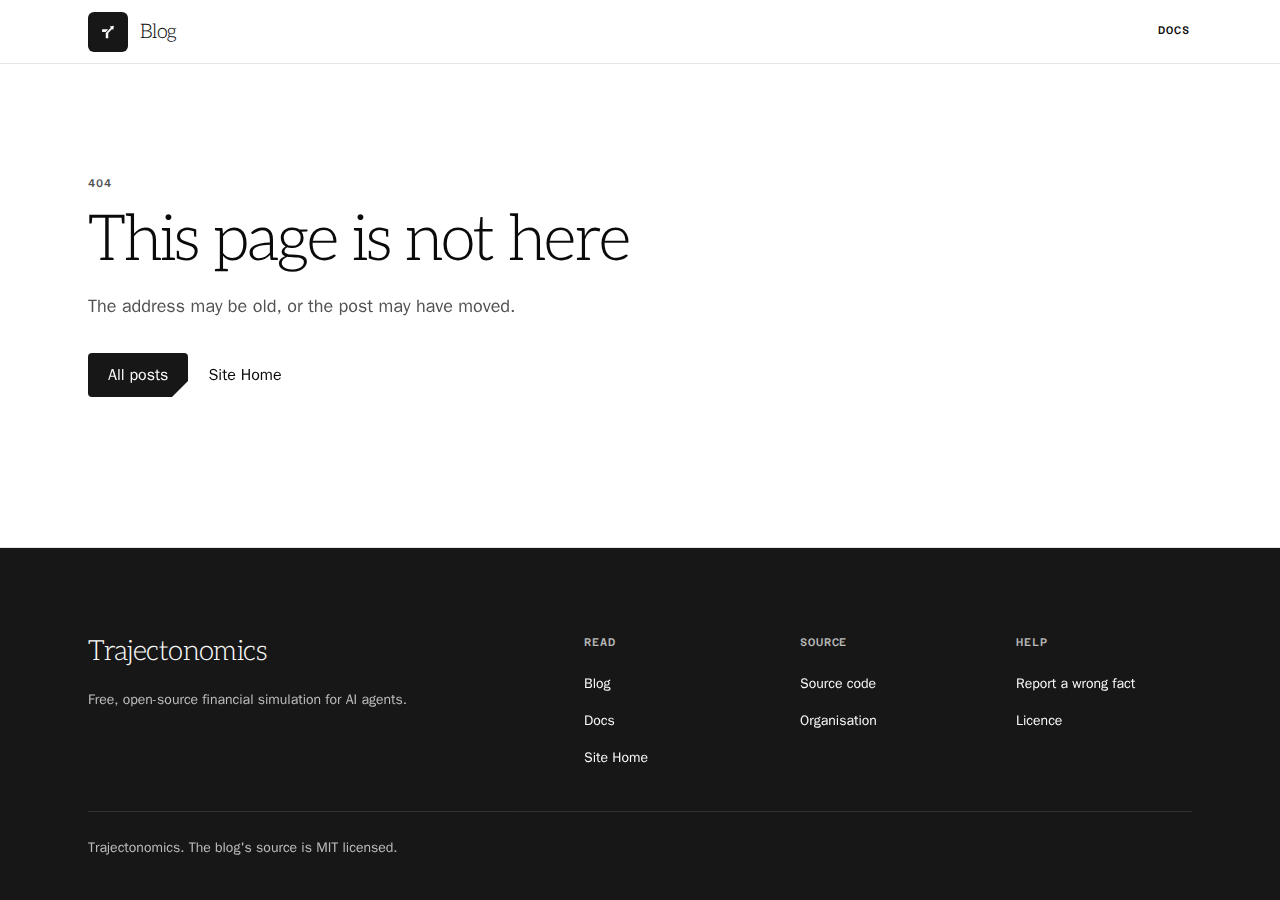 Blog
DOCS
404
This page is not here
The address may be old, or the post may have moved.
All posts
Site Home
Trajectonomics
Free, open-source financial simulation for AI agents.
READ
Blog
Docs
Site Home
SOURCE
Source code
Organisation
HELP
Report a wrong fact
Licence
Trajectonomics. The blog's source is MIT licensed.